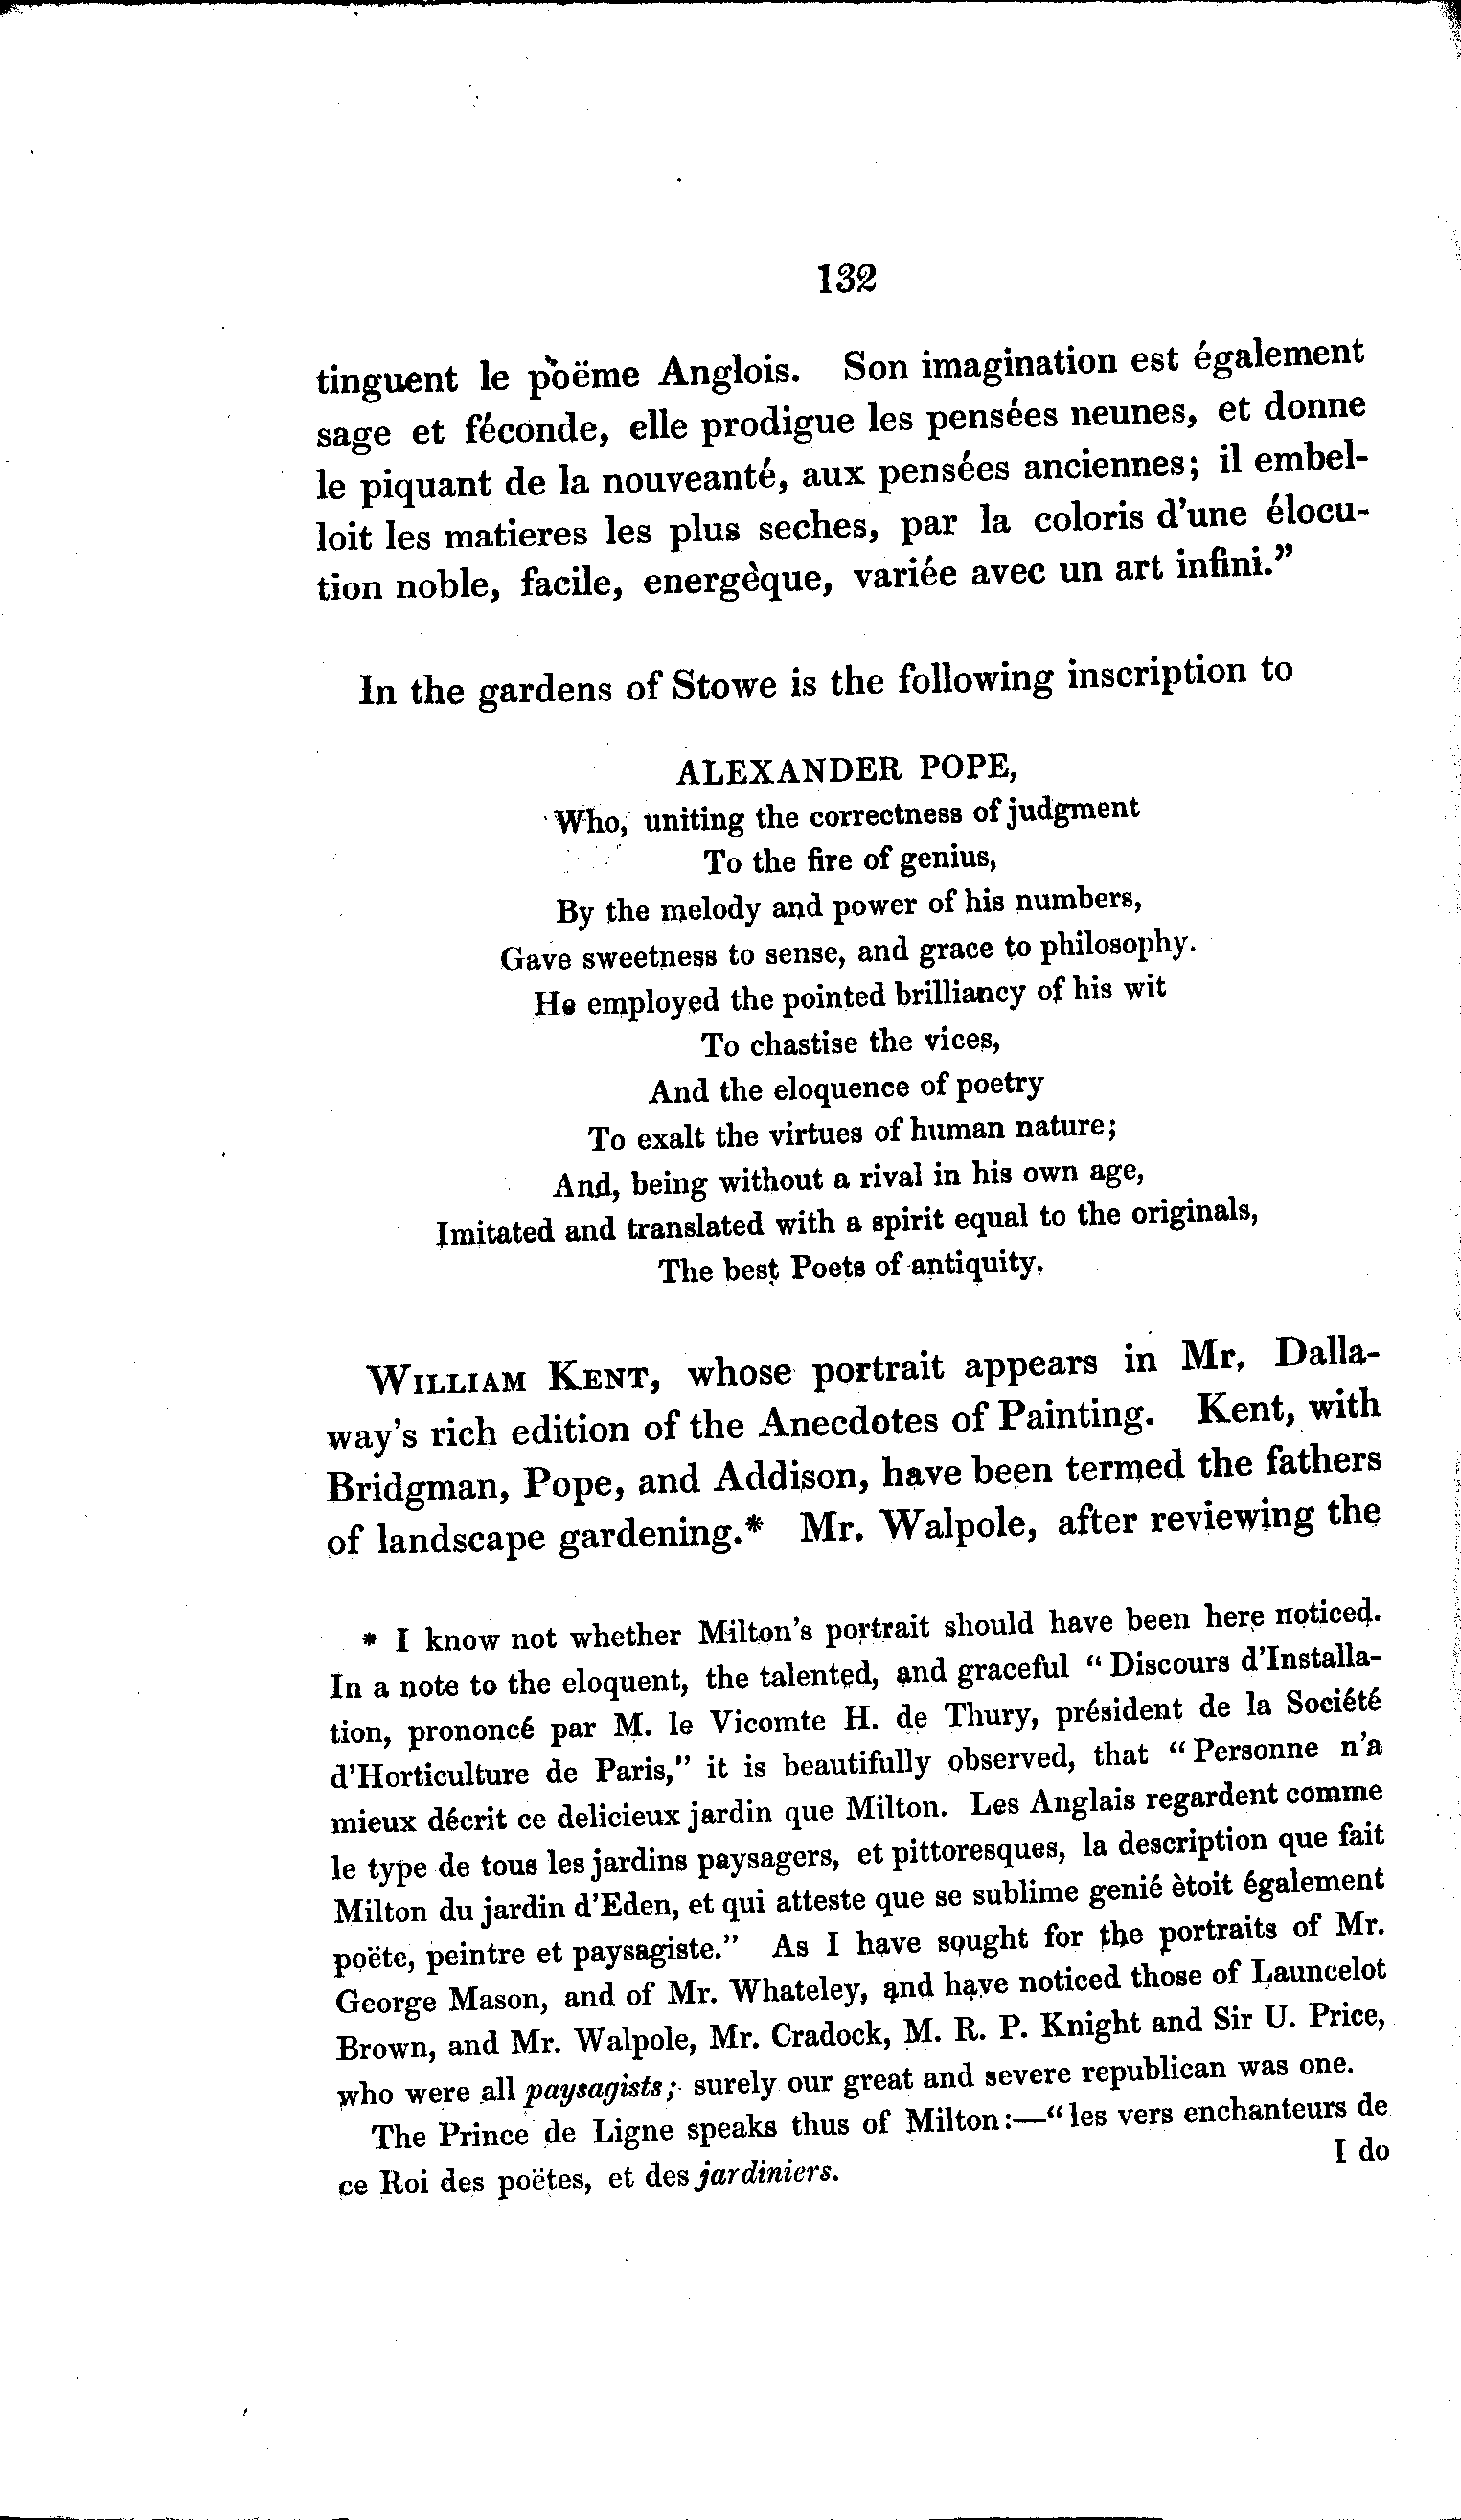 132
tinguent le pòëme Anglois. Son imagination est également
sage et féconde, elle prodigue les pensées neunes, et donne
le piquant de la nouveanté, aux pensées anciennes; il embel-
loit les matieres les plus seches, par la coloris d'une élocu-
tion noble, facile, energèque, variée avec un art infini."
In the gardens of Stowe is the following inscription to
ALEXANDER POPE,
Who, uniting the correctness of judgment
To the fire of genius,
By the melody and power of his numbers,
Gave sweetness to sense, and grace to philosophy.
He employed the pointed brilliancy of his wit
To chastise the vices,
And the eloquence of poetry
To exalt the virtues of human nature;
And, being without a rival in his own age,
Imitated and translated with a spirit equal to the originals,
The best Poets of antiquity.
WILLIAM KENT, whose portrait appears in Mr. Dalla-
way's rich edition of the Anecdotes of Painting. Kent, with
Bridgman, Pope, and Addison, have been termed the fathers
of landscape gardening.* Mr. Walpole, after reviewing the
* I know not whether Milton's portrait should have been here noticed.
In a note to the eloquent, the talented, and graceful "Discours d'Installa-
tion, prononcé par M. le Vicomte H. de Thury, président de la Société
d'Horticulture de Paris," it is beautifully observed, that "Personne n'a
mieux décrit ce delicieux jardin que Milton. Les Anglais regardent comme
le type de tous les jardins paysagers, et pittoresques, la description que fait
Milton du jardin d'Eden, et qui atteste que se sublime genié ètoit également
poëte, peintre et paysagiste." As I have sought for the portraits of Mr.
George Mason, and of Mr. Whateley, and have noticed those of Launcelot
Brown, and Mr. Walpole, Mr. Cradock, M. R. P. Knight and Sir U. Price,
who were all paysagists; surely our great and severe republican was one.
The Prince de Ligne speaks thus of Milton:—"les vers enchanteurs de
ce Roi des poëtes, et des jardiniers.
I do